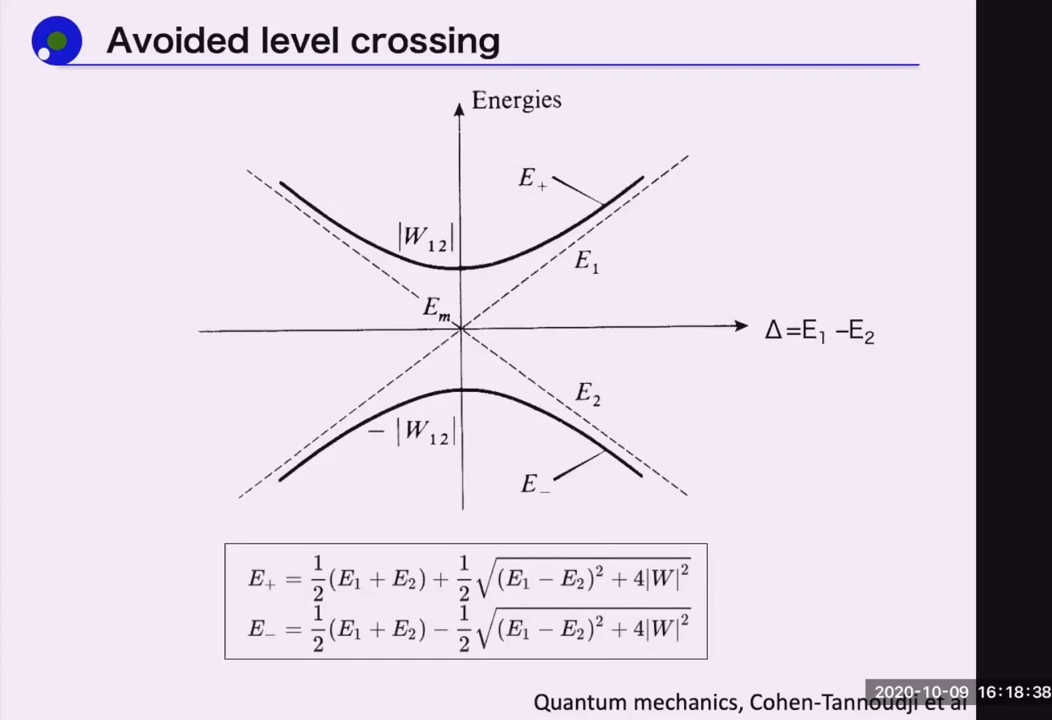 Avoided level crossing
Energies
E₊
|W₁₂|
E₁
Eₘ
Δ=E₁ –E₂
E₂
– |W₁₂|
E₋
E₊ = 1/2(E₁ + E₂) + 1/2√((E₁ − E₂)² + 4|W|²)
E₋ = 1/2(E₁ + E₂) − 1/2√((E₁ − E₂)² + 4|W|²)
2020-10-09 16:18:38
Quantum mechanics, Cohen-Tannoudji et al